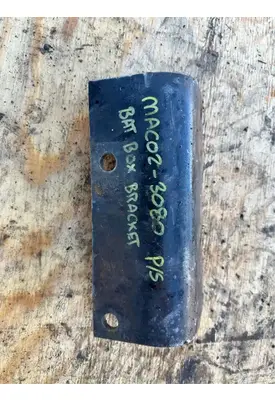 MAC02-3080 P/S
BAT BOX BRACKET